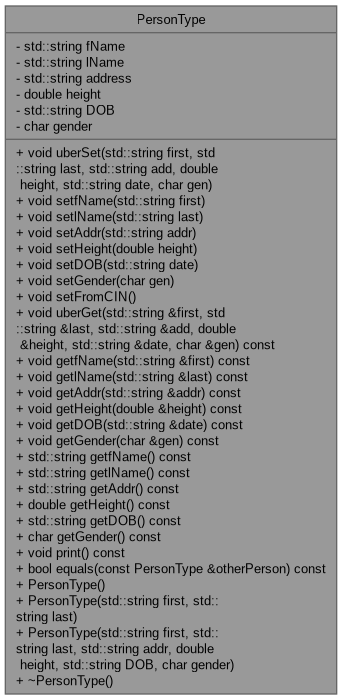 PersonType
- std::string fName
- std::string lName
- std::string address
- double height
- std::string DOB
- char gender
+ void uberSet(std::string first, std
::string last, std::string add, double
height, std::string date, char gen)
+ void setfName(std::string first)
+ void setlName(std::string last)
+ void setAddr(std::string addr)
+ void setHeight(double height)
+ void setDOB(std::string date)
+ void setGender(char gen)
+ void setFromCIN()
+ void uberGet(std::string &first, std
::string &last, std::string &add, double
&height, std::string &date, char &gen) const
+ void getfName(std::string &first) const
+ void getlName(std::string &last) const
+ void getAddr(std::string &addr) const
+ void getHeight(double &height) const
+ void getDOB(std::string &date) const
+ void getGender(char &gen) const
+ std::string getfName() const
+ std::string getlName() const
+ std::string getAddr() const
+ double getHeight() const
+ std::string getDOB() const
+ char getGender() const
+ void print() const
+ bool equals(const PersonType &otherPerson) const
+ PersonType()
+ PersonType(std::string first, std::
string last)
+ PersonType(std::string first, std::
string last, std::string addr, double
height, std::string DOB, char gender)
+ ~PersonType()